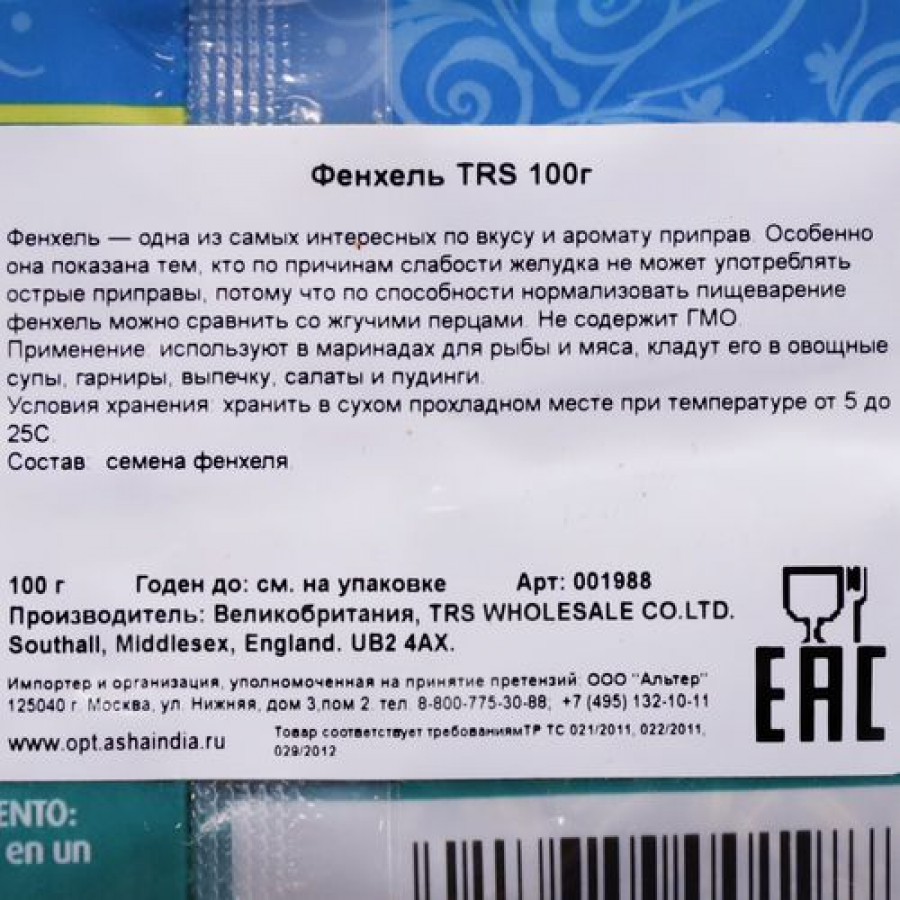 Фенхель TRS 100г
Фенхель — одна из самых интересных по вкусу и аромату приправ. Особенно
она показана тем, кто по причинам слабости желудка не может употреблять
острые приправы, потому что по способности нормализовать пищеварение
фенхель можно сравнить со жгучими перцами. Не содержит ГМО.
Применение: используют в маринадах для рыбы и мяса, кладут его в овощные
супы, гарниры, выпечку, салаты и пудинги.
Условия хранения: хранить в сухом прохладном месте при температуре от 5 до
25С.
Состав: семена фенхеля.
100 г Годен до: см. на упаковке Арт: 001988
Производитель: Великобритания, TRS WHOLESALE CO.LTD.
Southall, Middlesex, England. UB2 4AX.
Импортер и организация, уполномоченная на принятие претензий: ООО "Альтер"
125040 г. Москва, ул. Нижняя, дом 3,пом 2. тел. 8-800-775-30-88; +7 (495) 132-10-11
www.opt.ashaindia.ru
Товар соответствует требованиямТР ТС 021/2011, 022/2011,
029/2012
EAC
ENTO:
en un